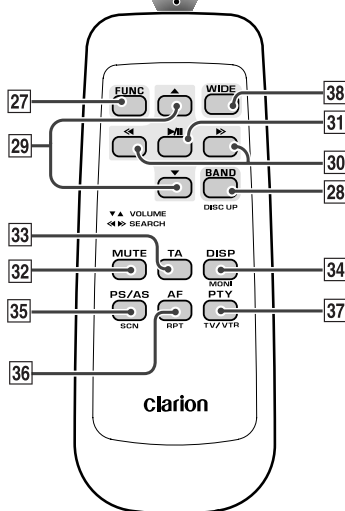 FUNC ▲ WIDE
27 38
31
29 ◀◀ ▶/II ▶▶
30
▼ BAND
28
▼▲ VOLUME DISC UP
◀◀ ▶▶ SEARCH
33
MUTE TA DISP
32 MONI 34
PS/AS AF PTY
35 SCN RPT TV/VTR 37
36
clarion